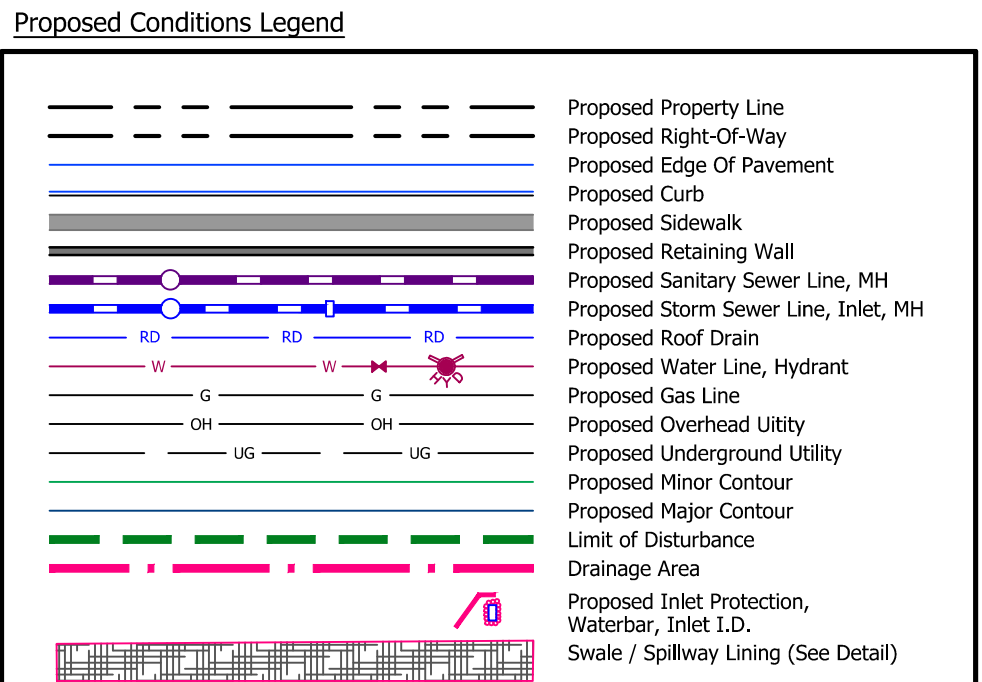 Proposed Conditions Legend
Proposed Property Line
Proposed Right-Of-Way
Proposed Edge Of Pavement
Proposed Curb
Proposed Sidewalk
Proposed Retaining Wall
Proposed Sanitary Sewer Line, MH
Proposed Storm Sewer Line, Inlet, MH
RD RD RD Proposed Roof Drain
W W HYD Proposed Water Line, Hydrant
G G Proposed Gas Line
OH OH Proposed Overhead Uitity
UG UG Proposed Underground Utility
Proposed Minor Contour
Proposed Major Contour
Limit of Disturbance
Drainage Area
Proposed Inlet Protection,
Waterbar, Inlet I.D.
Swale / Spillway Lining (See Detail)